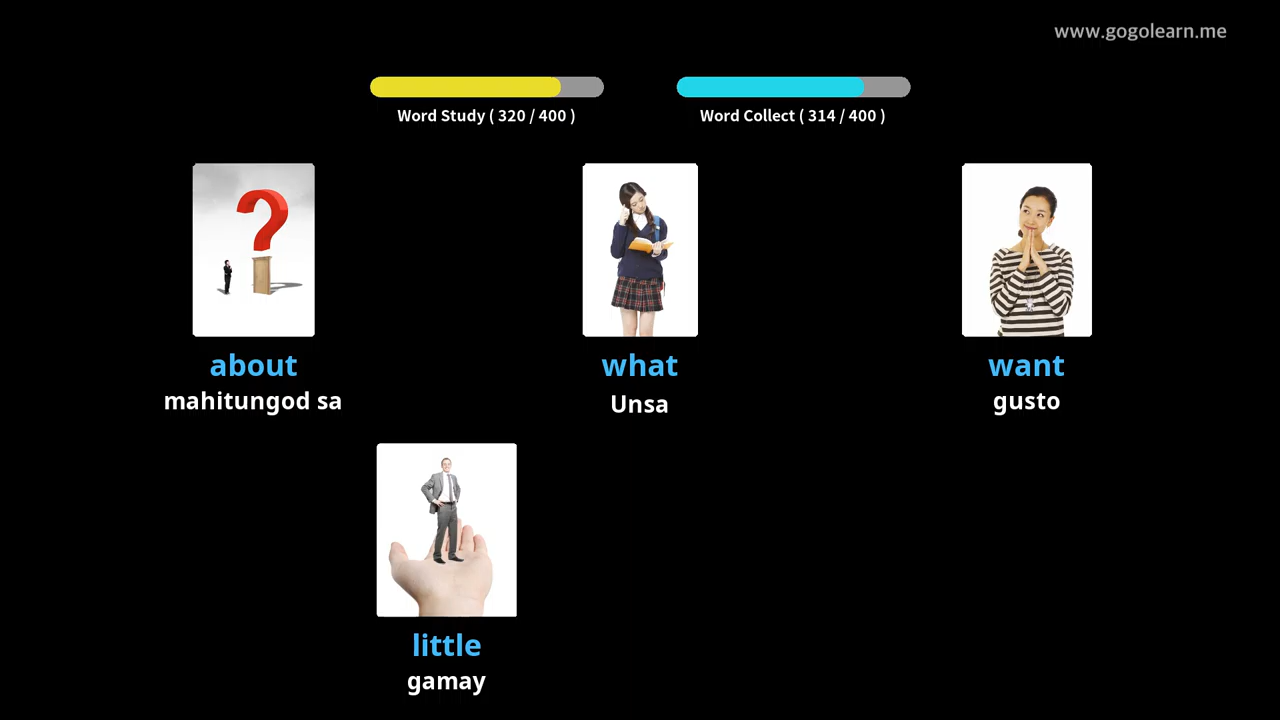 www.gogolearn.me
Word Study ( 320 / 400 )
Word Collect ( 314 / 400 )
about
mahitungod sa
what
Unsa
want
gusto
little
gamay